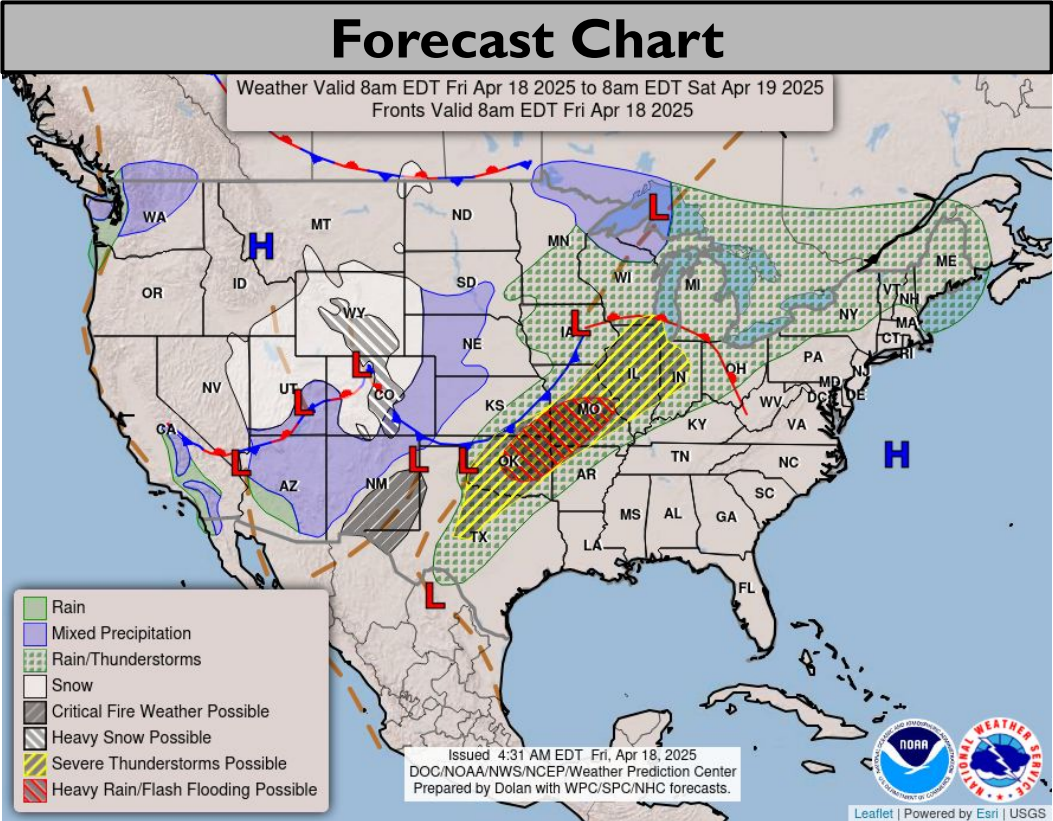 Forecast Chart
Weather Valid 8am EDT Fri Apr 18 2025 to 8am EDT Sat Apr 19 2025
Fronts Valid 8am EDT Fri Apr 18 2025
WA
MT
ND
MN
L
ME
H
OR
ID
SD
WI
MI
VT
NH
WY
IA
L
NY
MA
CT
RI
NE
PA
NJ
L
NV
UT
CO
IL
IN
OH
MD
DE
DC
L
KS
MO
WV
VA
KY
CA
L
AZ
NM
L
L
OK
AR
TN
NC
H
SC
MS
AL
GA
TX
LA
FL
L
Rain
Mixed Precipitation
Rain/Thunderstorms
Snow
Critical Fire Weather Possible
Heavy Snow Possible
Severe Thunderstorms Possible
Heavy Rain/Flash Flooding Possible
Issued 4:31 AM EDT Fri, Apr 18, 2025
DOC/NOAA/NWS/NCEP/Weather Prediction Center
Prepared by Dolan with WPC/SPC/NHC forecasts.
NOAA
NATIONAL WEATHER SERVICE
Leaflet | Powered by Esri | USGS